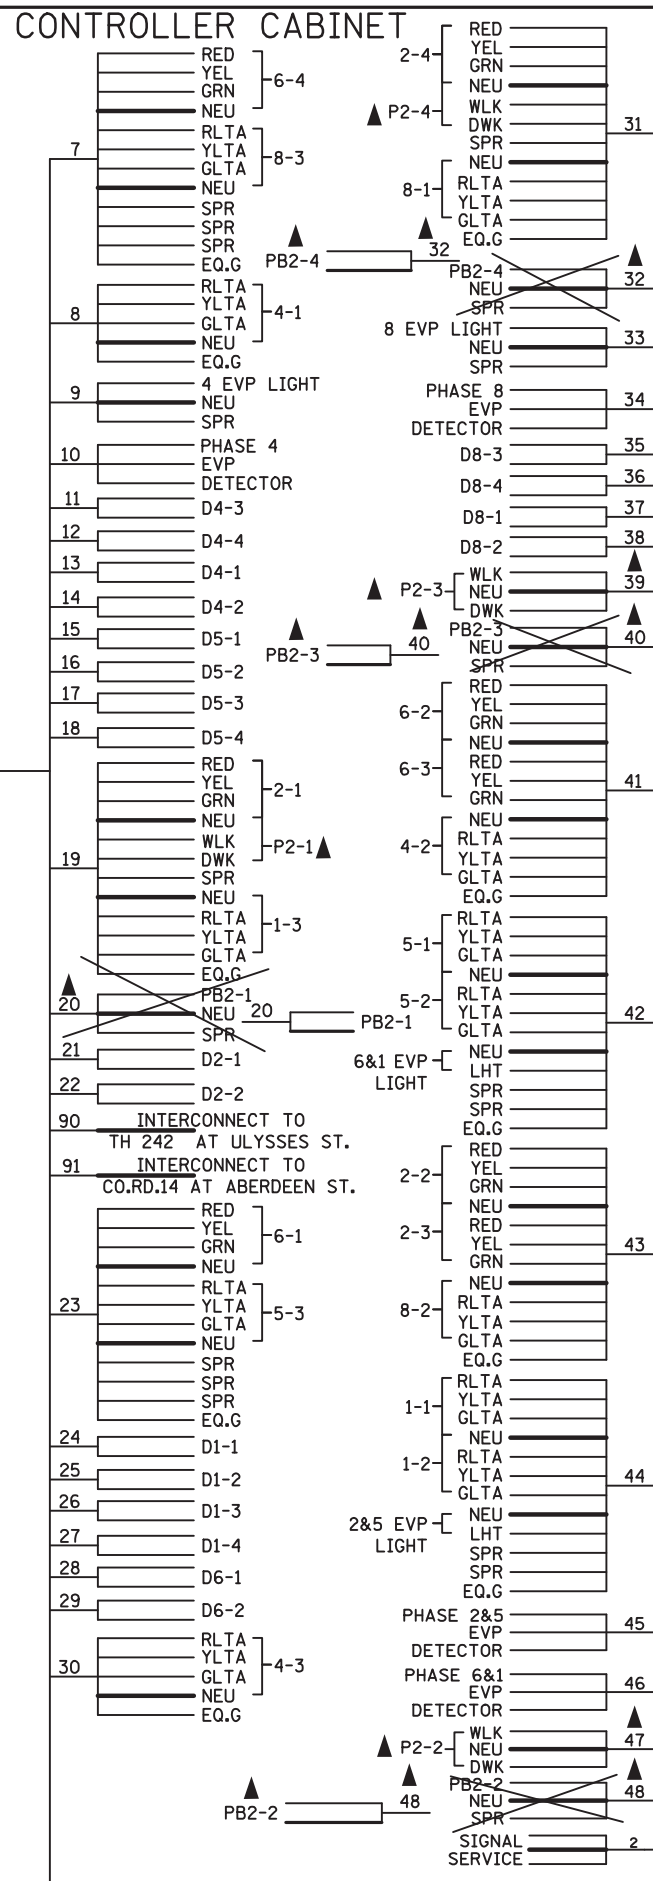 CONTROLLER CABINET
7
RED
YEL
GRN
NEU
6-4
RLTA
YLTA
GLTA
NEU
8-3
SPR
SPR
SPR
EQ.G
8
RLTA
YLTA
GLTA
NEU
EQ.G
4-1
9
4 EVP LIGHT
NEU
SPR
10
PHASE 4
EVP
DETECTOR
11
D4-3
12
D4-4
13
D4-1
14
D4-2
15
D5-1
16
D5-2
17
D5-3
18
D5-4
19
RED
YEL
GRN
NEU
2-1
WLK
DWK
P2-1
SPR
NEU
RLTA
YLTA
GLTA
1-3
EQ.G
20
PB2-1
NEU
SPR
20
PB2-1
21
D2-1
22
D2-2
90
INTERCONNECT TO
TH 242 AT ULYSSES ST.
91
INTERCONNECT TO
CO.RD.14 AT ABERDEEN ST.
23
RED
YEL
GRN
NEU
6-1
RLTA
YLTA
GLTA
NEU
5-3
SPR
SPR
SPR
EQ.G
24
D1-1
25
D1-2
26
D1-3
27
D1-4
28
D6-1
29
D6-2
30
RLTA
YLTA
GLTA
NEU
EQ.G
4-3
2-4
RED
YEL
GRN
NEU
P2-4
WLK
DWK
SPR
NEU
8-1
RLTA
YLTA
GLTA
EQ.G
31
PB2-4
32
PB2-4
NEU
SPR
32
8 EVP LIGHT
NEU
SPR
33
PHASE 8
EVP
DETECTOR
34
D8-3
35
D8-4
36
D8-1
37
D8-2
38
P2-3
WLK
NEU
DWK
39
PB2-3
40
PB2-3
NEU
SPR
40
6-2
RED
YEL
GRN
NEU
6-3
RED
YEL
GRN
NEU
4-2
RLTA
YLTA
GLTA
EQ.G
41
5-1
RLTA
YLTA
GLTA
NEU
5-2
RLTA
YLTA
GLTA
6&1 EVP
LIGHT
NEU
LHT
SPR
SPR
EQ.G
42
2-2
RED
YEL
GRN
NEU
2-3
RED
YEL
GRN
NEU
8-2
RLTA
YLTA
GLTA
EQ.G
43
1-1
RLTA
YLTA
GLTA
NEU
1-2
RLTA
YLTA
GLTA
2&5 EVP
LIGHT
NEU
LHT
SPR
SPR
EQ.G
44
PHASE 2&5
EVP
DETECTOR
45
PHASE 6&1
EVP
DETECTOR
46
P2-2
WLK
NEU
DWK
47
PB2-2
48
PB2-2
NEU
SPR
48
SIGNAL
SERVICE
2